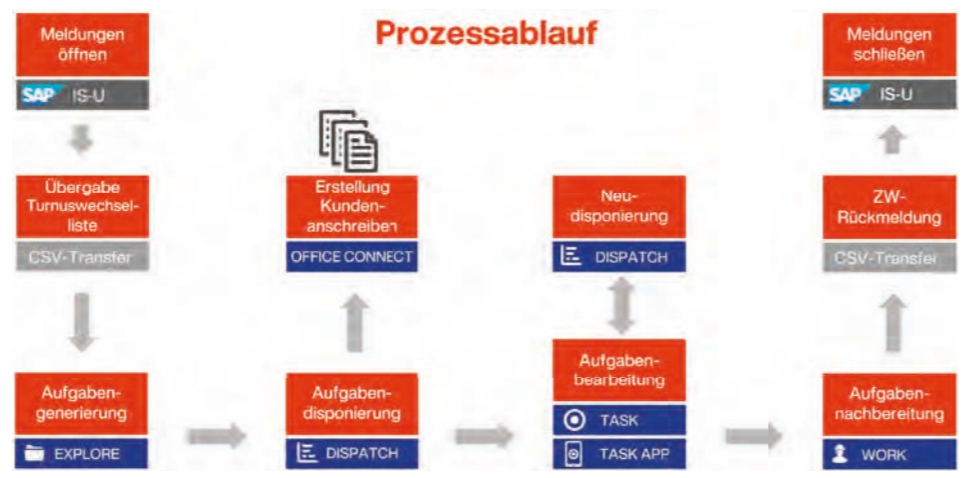 Prozessablauf
Meldungen
öffnen
SAP IS-U
Übergabe
Turnuswechsel-
liste
CSV-Transfer
Aufgaben-
generierung
EXPLORE
Erstellung
Kunden-
anschreiben
OFFICE CONNECT
Aufgaben-
disponierung
DISPATCH
Neu-
disponierung
DISPATCH
Aufgaben-
bearbeitung
TASK
TASK APP
Meldungen
schließen
SAP IS-U
ZW-
Rückmeldung
CSV-Transfer
Aufgaben-
nachbereitung
WORK